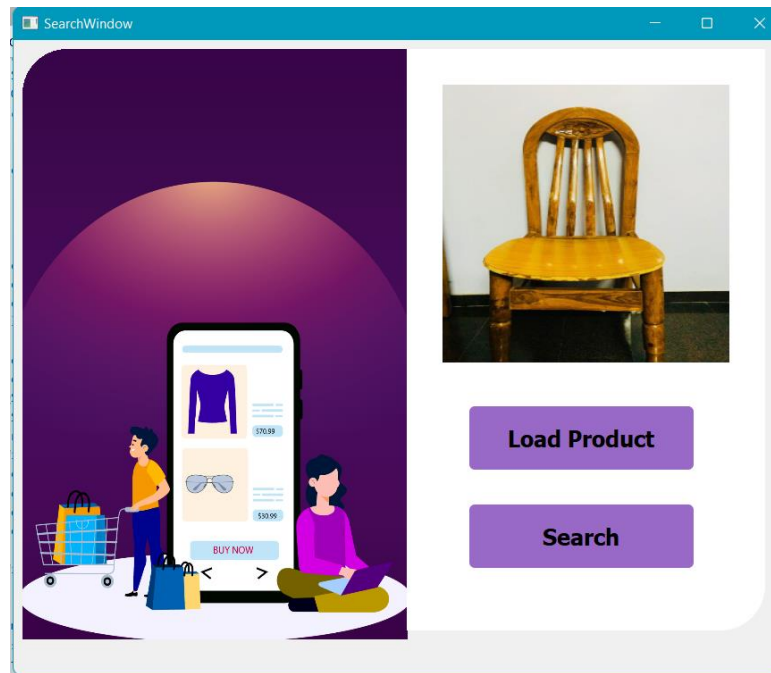 SearchWindow
$70.99
$30.99
BUY NOW
< >
Load Product
Search